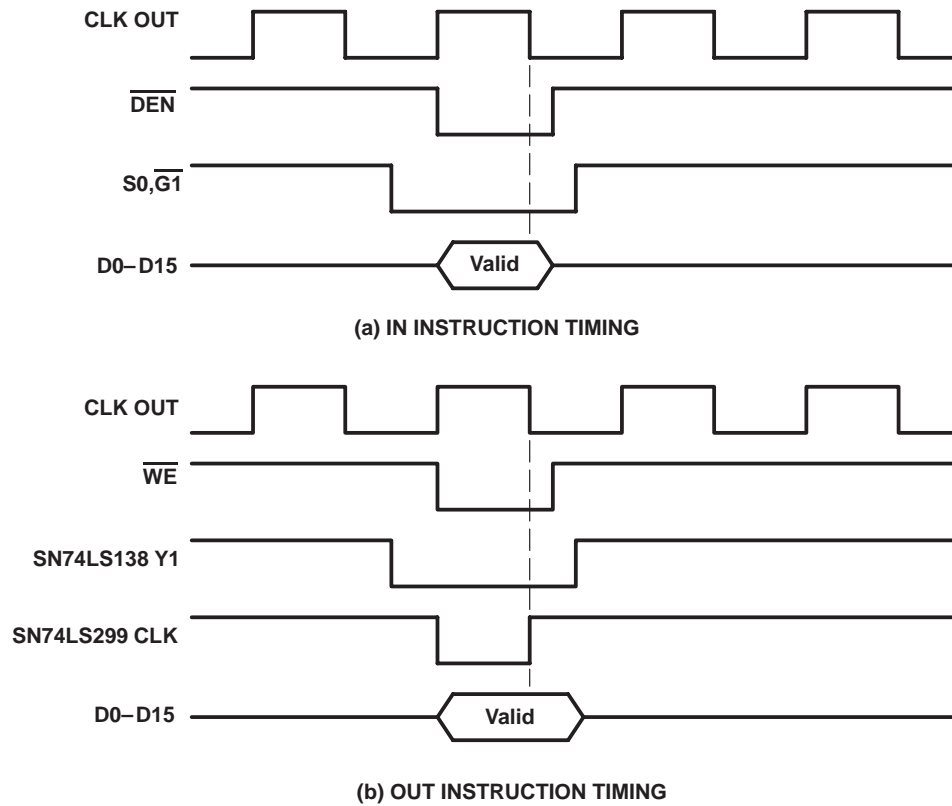 CLK OUT
DEN
S0,G1
D0–D15
Valid
(a) IN INSTRUCTION TIMING
CLK OUT
WE
SN74LS138 Y1
SN74LS299 CLK
D0–D15
Valid
(b) OUT INSTRUCTION TIMING